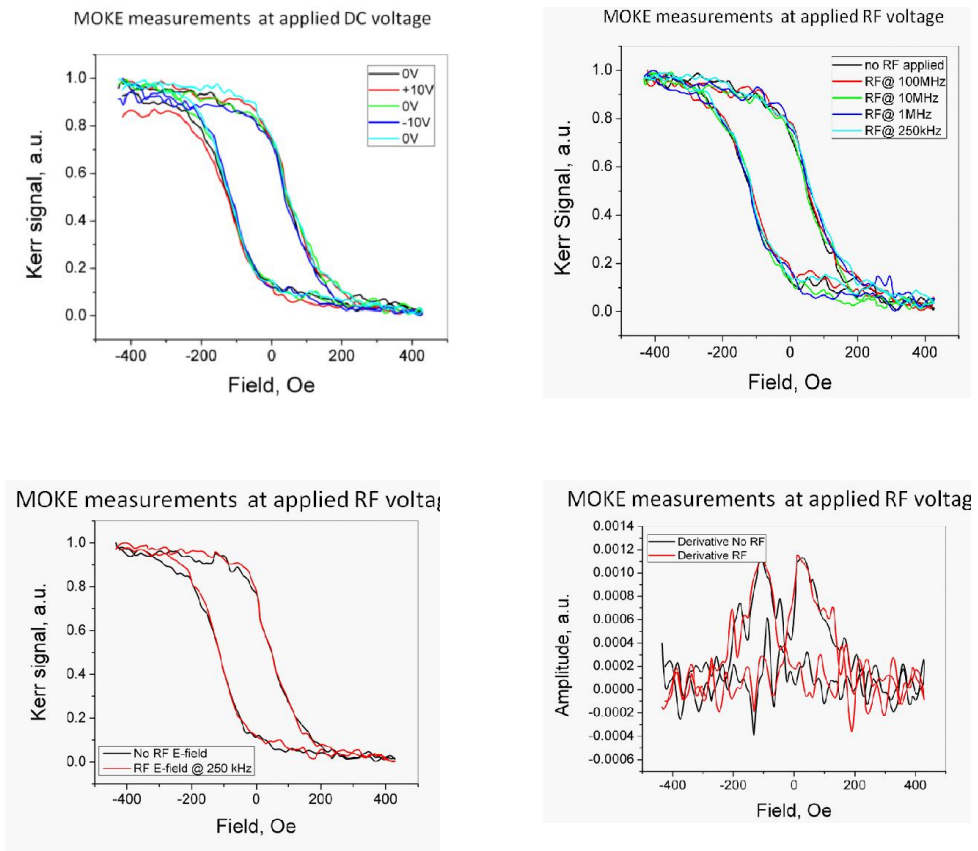 MOKE measurements at applied DC voltage
Kerr signal, a.u.
1.0
0.8
0.6
0.4
0.2
0.0
0V
+10V
0V
-10V
0V
-400 -200 0 200 400
Field, Oe
MOKE measurements at applied RF voltage
Kerr Signal, a.u.
1.0
0.8
0.6
0.4
0.2
0.0
no RF applied
RF@ 100MHz
RF@ 10MHz
RF@ 1MHz
RF@ 250kHz
-400 -200 0 200 400
Field, Oe
MOKE measurements at applied RF voltag
Kerr signal, a.u.
1.0
0.8
0.6
0.4
0.2
0.0
No RF E-field
RF E-field @ 250 kHz
-400 -200 0 200 400
Field, Oe
MOKE measurements at applied RF voltag
Amplitude, a.u.
0.0014
0.0012
0.0010
0.0008
0.0006
0.0004
0.0002
0.0000
-0.0002
-0.0004
-0.0006
Derivative No RF
Derivative RF
-400 -200 0 200 400
Field, Oe